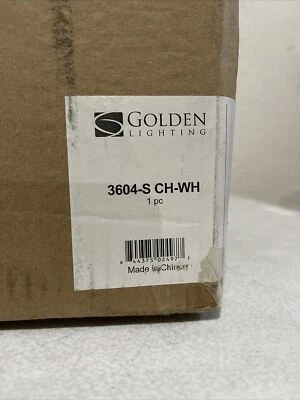 GOLDEN
LIGHTING
3604-S CH-WH
1 pc
Made in China